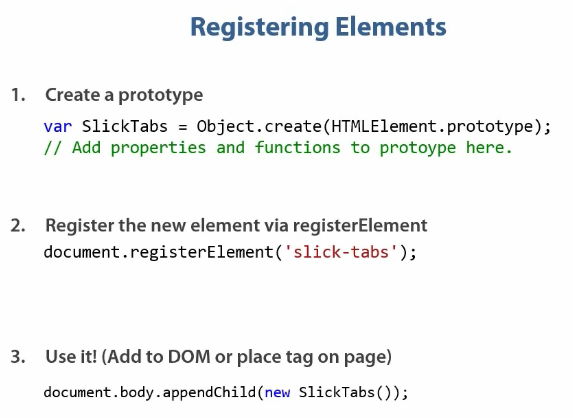 Registering Elements
1. Create a prototype
var SlickTabs = Object.create(HTMLElement.prototype);
// Add properties and functions to protoype here.
2. Register the new element via registerElement
document.registerElement('slick-tabs');
3. Use it! (Add to DOM or place tag on page)
document.body.appendChild(new SlickTabs());